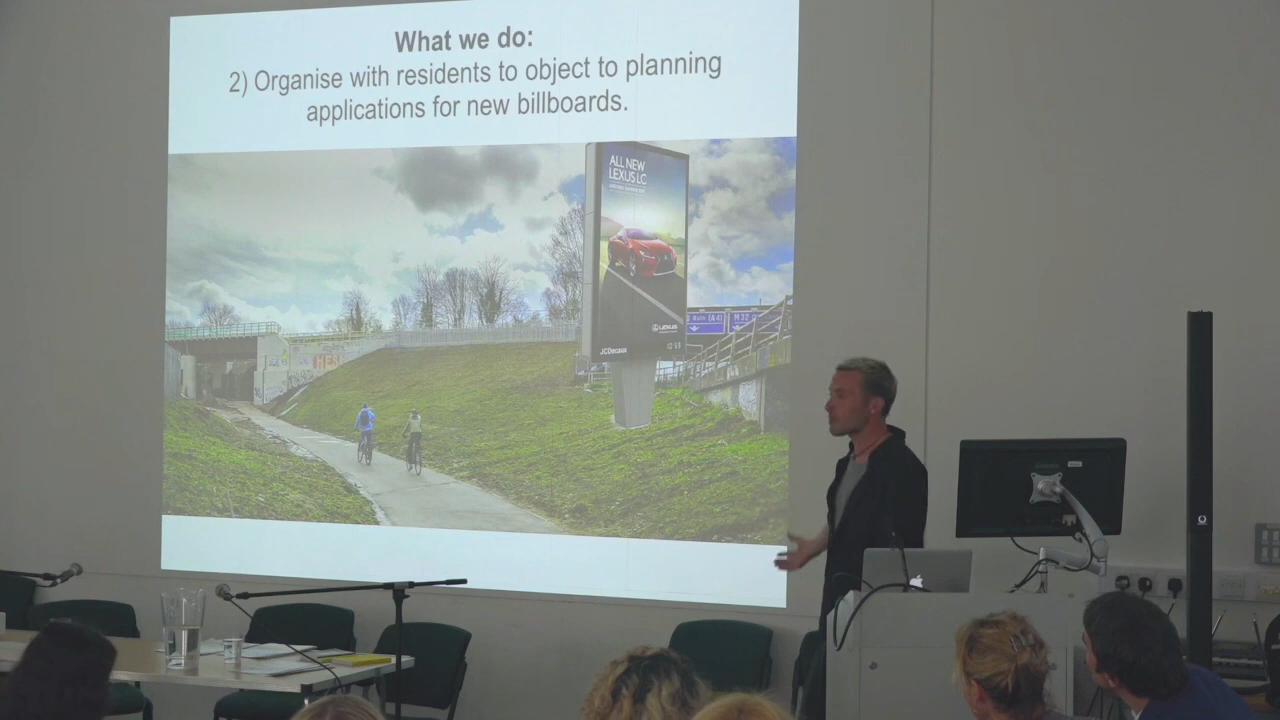 What we do:
2) Organise with residents to object to planning
applications for new billboards.
ALL NEW
LEXUS LC
LEXUS
JCDecaux
Bath (A4)
M 32